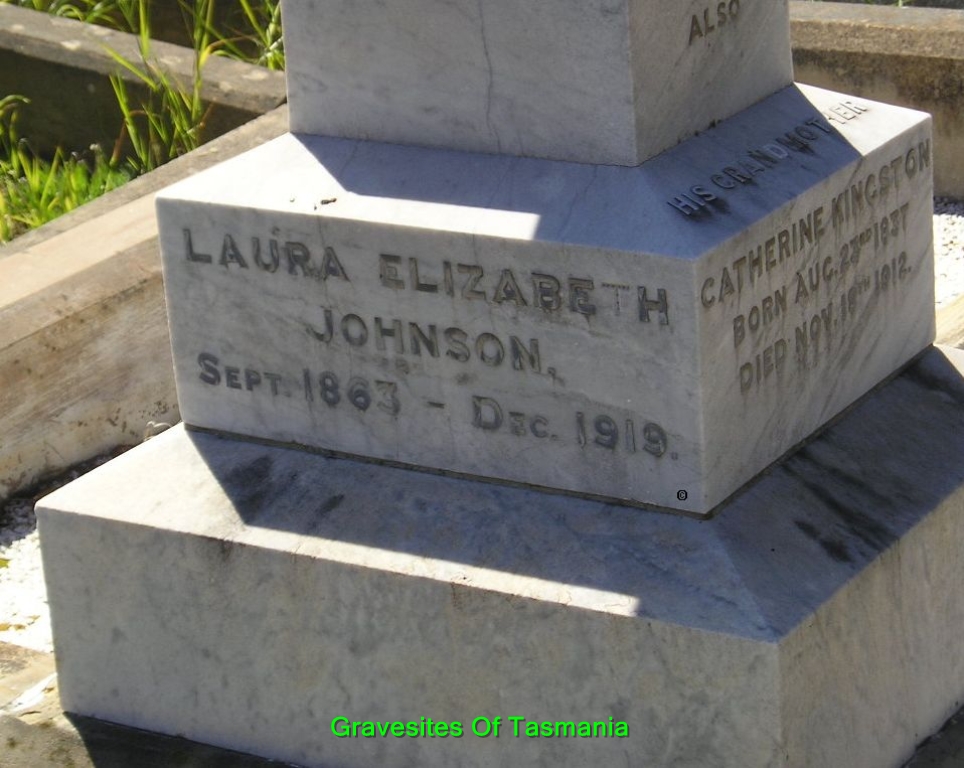 ALSO
HIS GRANDMOTHER
CATHERINE KINGSTON
BORN AUG. 23RD 1837
DIED NOV. 18TH 1912.
LAURA ELIZABETH
JOHNSON,
SEPT. 1863 - DEC. 1919.
©
Gravesites Of Tasmania